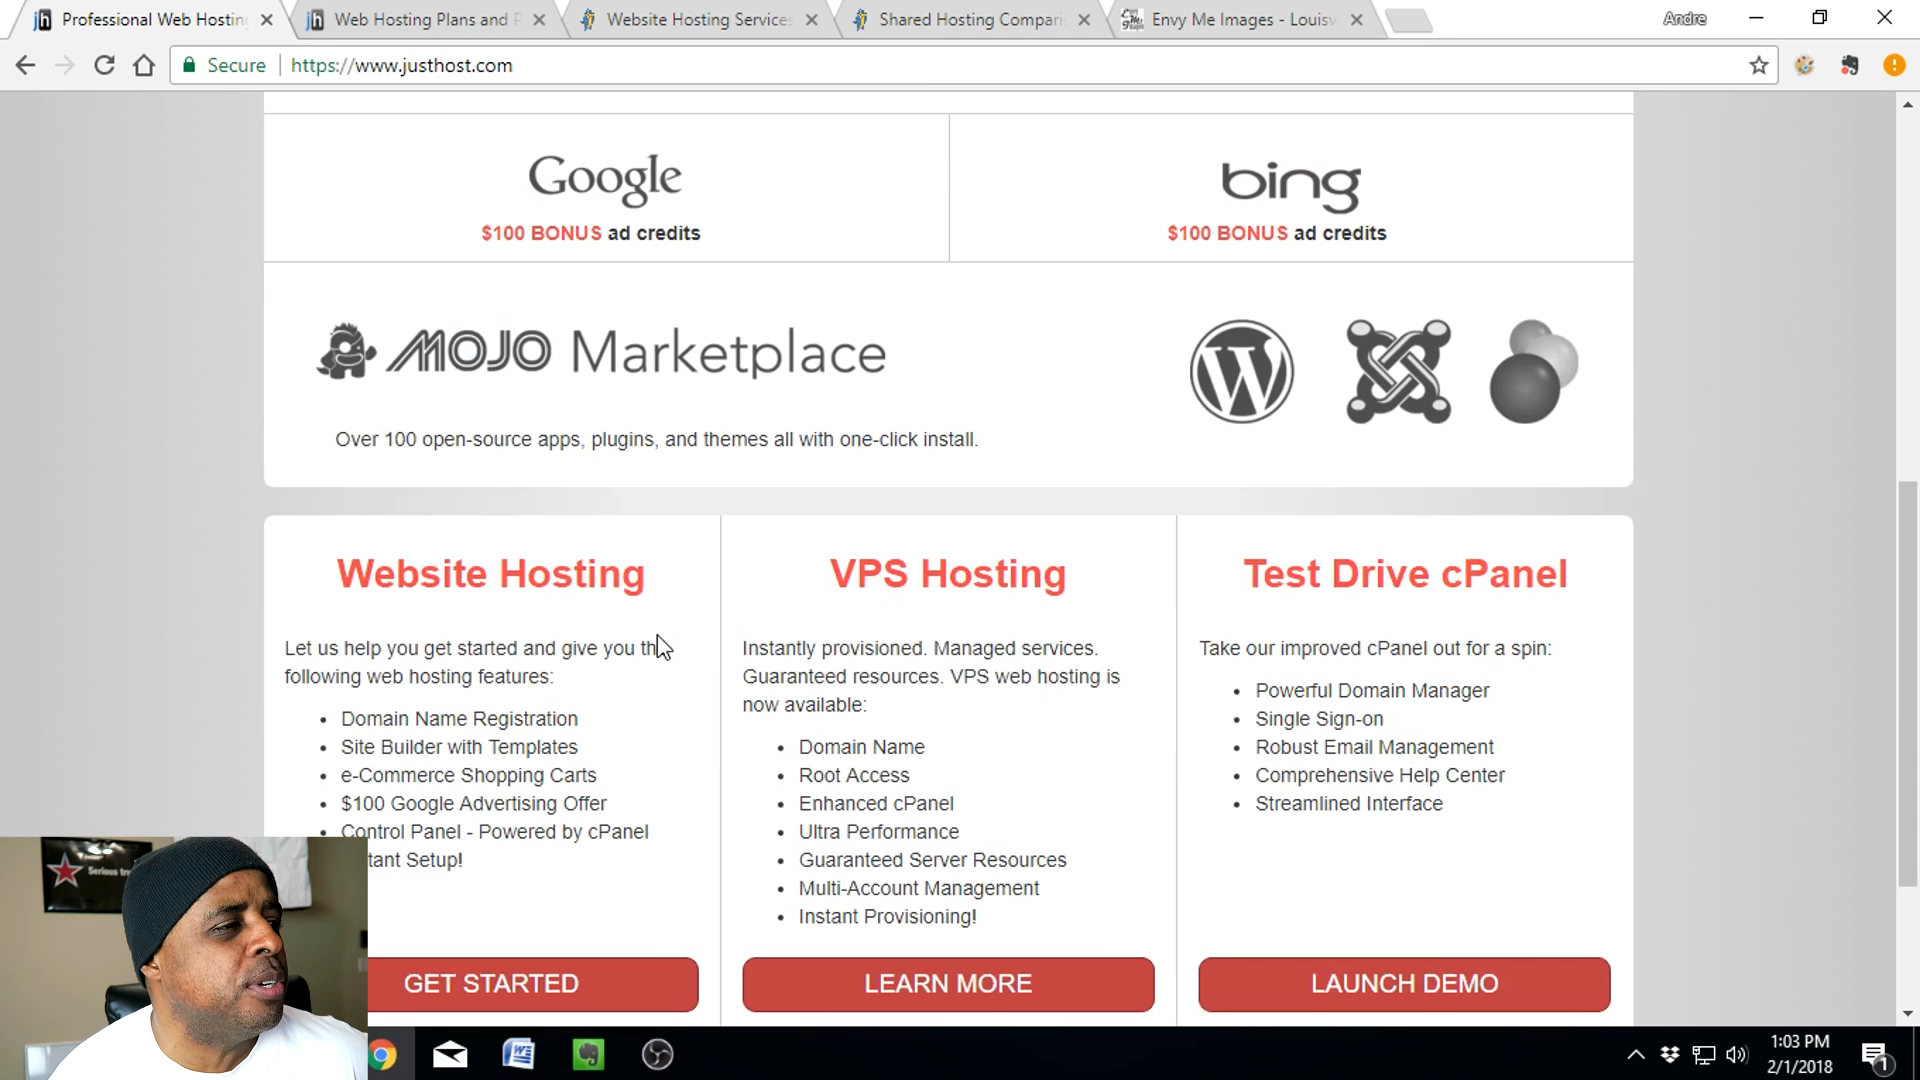 Professional Web Hosting
Web Hosting Plans and P
Website Hosting Services
Shared Hosting Comparis
Envy Me Images - Louisv
Andre
Secure
https://www.justhost.com
Google
$100 BONUS ad credits
bing
$100 BONUS ad credits
MOJO Marketplace
Over 100 open-source apps, plugins, and themes all with one-click install.
Website Hosting
Let us help you get started and give you th
following web hosting features:
• Domain Name Registration
• Site Builder with Templates
• e-Commerce Shopping Carts
• $100 Google Advertising Offer
• Control Panel - Powered by cPanel
tant Setup!
GET STARTED
VPS Hosting
Instantly provisioned. Managed services.
Guaranteed resources. VPS web hosting is
now available:
• Domain Name
• Root Access
• Enhanced cPanel
• Ultra Performance
• Guaranteed Server Resources
• Multi-Account Management
• Instant Provisioning!
LEARN MORE
Test Drive cPanel
Take our improved cPanel out for a spin:
• Powerful Domain Manager
• Single Sign-on
• Robust Email Management
• Comprehensive Help Center
• Streamlined Interface
LAUNCH DEMO
Serious
1:03 PM
2/1/2018
1